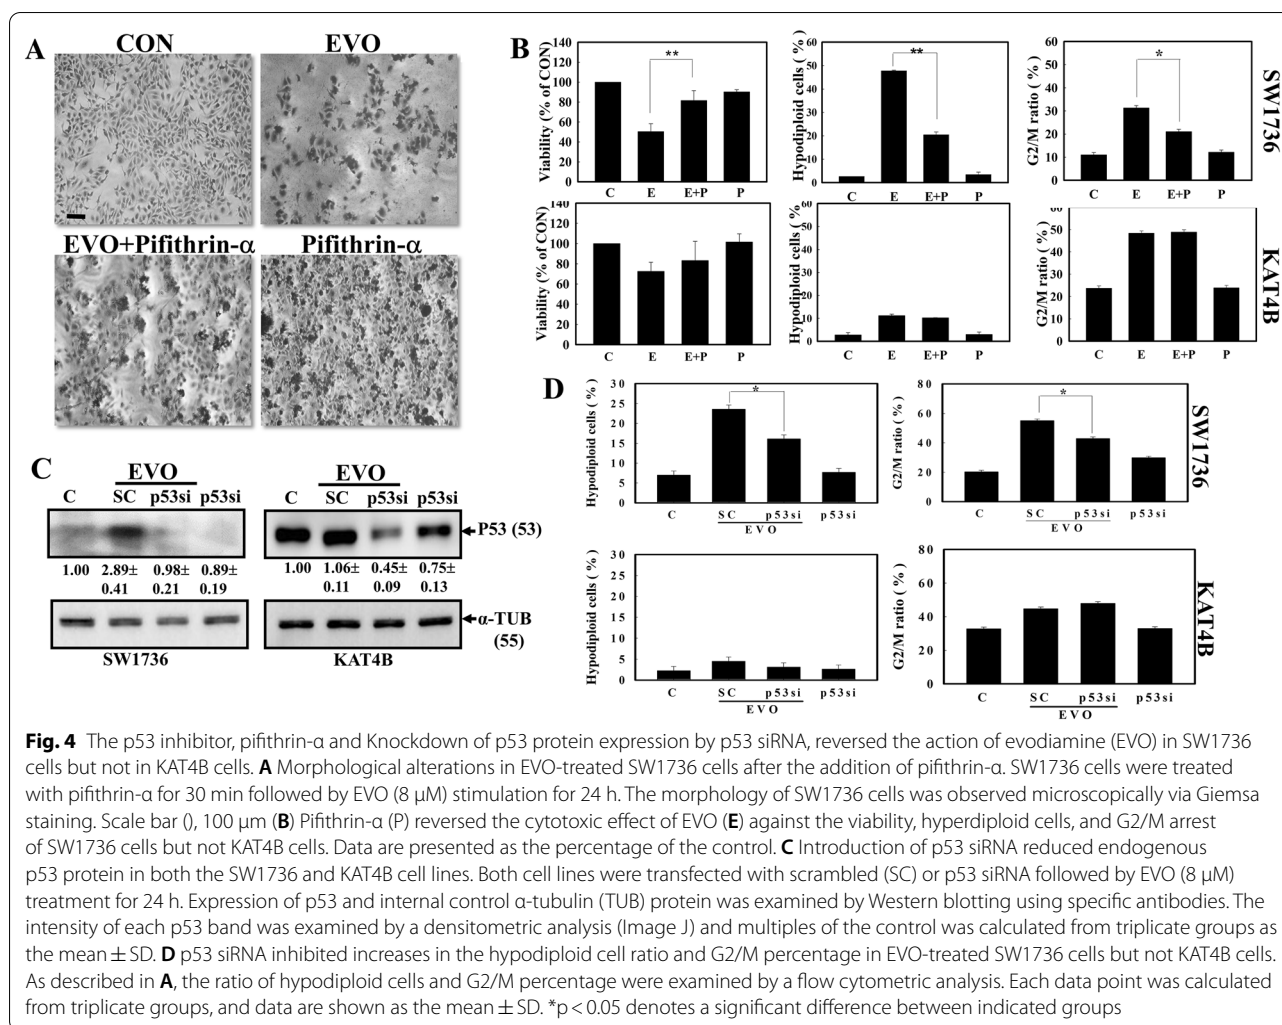 A
CON
EVO
EVO+Pifithrin-α
Pifithrin-α
B
Viability (% of CON)
140
120
100
80
60
40
20
0
C E E+P P
**
Hypodiploid cells ( % )
60
50
40
30
20
10
0
C E E+P P
**
G2/M ratio ( % )
60
50
40
30
20
10
0
C E E+P P
*
SW1736
Viability (% of CON)
140
120
100
80
60
40
20
0
C E E+P P
Hypodiploid cells ( %
60
50
40
30
20
10
0
C E E+P P
G2/M ratio ( % )
60
50
40
30
20
10
0
C E E+P P
KAT4B
C
EVO
C SC p53si p53si
1.00 2.89± 0.98± 0.89±
0.41 0.21 0.19
SW1736
EVO
C SC p53si p53si
P53 (53)
1.00 1.06± 0.45± 0.75±
0.11 0.09 0.13
α-TUB
(55)
KAT4B
D
Hypodiploid cells ( % )
30
25
20
15
10
5
0
*
C SC p53si p53si
EVO
G2/M ratio ( % )
80
60
40
20
0
*
C SC p53si p53si
EVO
SW1736
Hypodiploid cells ( % )
30
25
20
15
10
5
0
C SC p53si p53si
EVO
G2/M ratio ( % )
80
60
40
20
0
C SC p53si p53si
EVO
KAT4B
Fig. 4 The p53 inhibitor, pifithrin-α and Knockdown of p53 protein expression by p53 siRNA, reversed the action of evodiamine (EVO) in SW1736
cells but not in KAT4B cells. A Morphological alterations in EVO-treated SW1736 cells after the addition of pifithrin-α. SW1736 cells were treated
with pifithrin-α for 30 min followed by EVO (8 μM) stimulation for 24 h. The morphology of SW1736 cells was observed microscopically via Giemsa
staining. Scale bar (), 100 μm (B) Pifithrin-α (P) reversed the cytotoxic effect of EVO (E) against the viability, hyperdiploid cells, and G2/M arrest
of SW1736 cells but not KAT4B cells. Data are presented as the percentage of the control. C Introduction of p53 siRNA reduced endogenous
p53 protein in both the SW1736 and KAT4B cell lines. Both cell lines were transfected with scrambled (SC) or p53 siRNA followed by EVO (8 μM)
treatment for 24 h. Expression of p53 and internal control α-tubulin (TUB) protein was examined by Western blotting using specific antibodies. The
intensity of each p53 band was examined by a densitometric analysis (Image J) and multiples of the control was calculated from triplicate groups as
the mean ± SD. D p53 siRNA inhibited increases in the hypodiploid cell ratio and G2/M percentage in EVO-treated SW1736 cells but not KAT4B cells.
As described in A, the ratio of hypodiploid cells and G2/M percentage were examined by a flow cytometric analysis. Each data point was calculated
from triplicate groups, and data are shown as the mean ± SD. *p < 0.05 denotes a significant difference between indicated groups